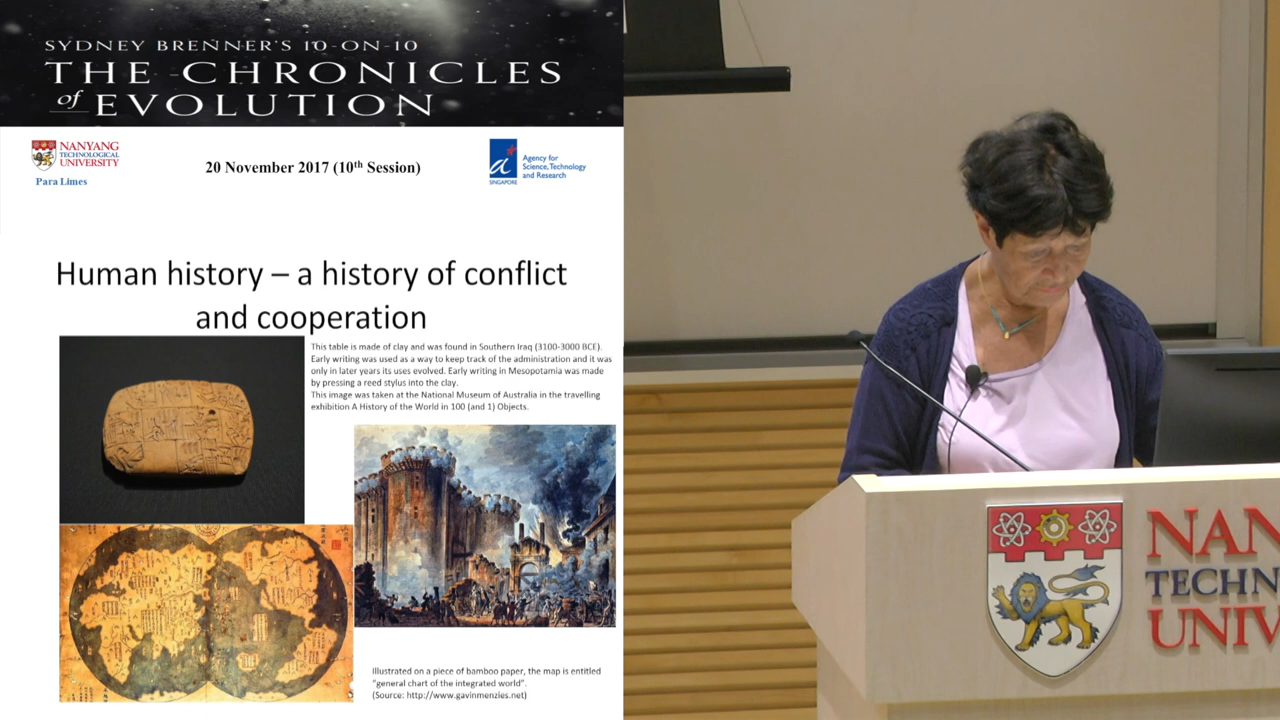 SYDNEY BRENNER'S 10-ON-10
THE CHRONICLES
of EVOLUTION
NANYANG
TECHNOLOGICAL
UNIVERSITY
Para Limes
20 November 2017 (10th Session)
Agency for
Science, Technology
and Research
SINGAPORE
Human history – a history of conflict
and cooperation
This table is made of clay and was found in Southern Iraq (3100-3000 BCE).
Early writing was used as a way to keep track of the administration and it was
only in later years its uses evolved. Early writing in Mesopotamia was made
by pressing a reed stylus into the clay.
This image was taken at the National Museum of Australia in the travelling
exhibition A History of the World in 100 (and 1) Objects.
Illustrated on a piece of bamboo paper, the map is entitled
"general chart of the integrated world".
(Source: http://www.gavinmenzies.net)
NAN
TECHN
UNIV